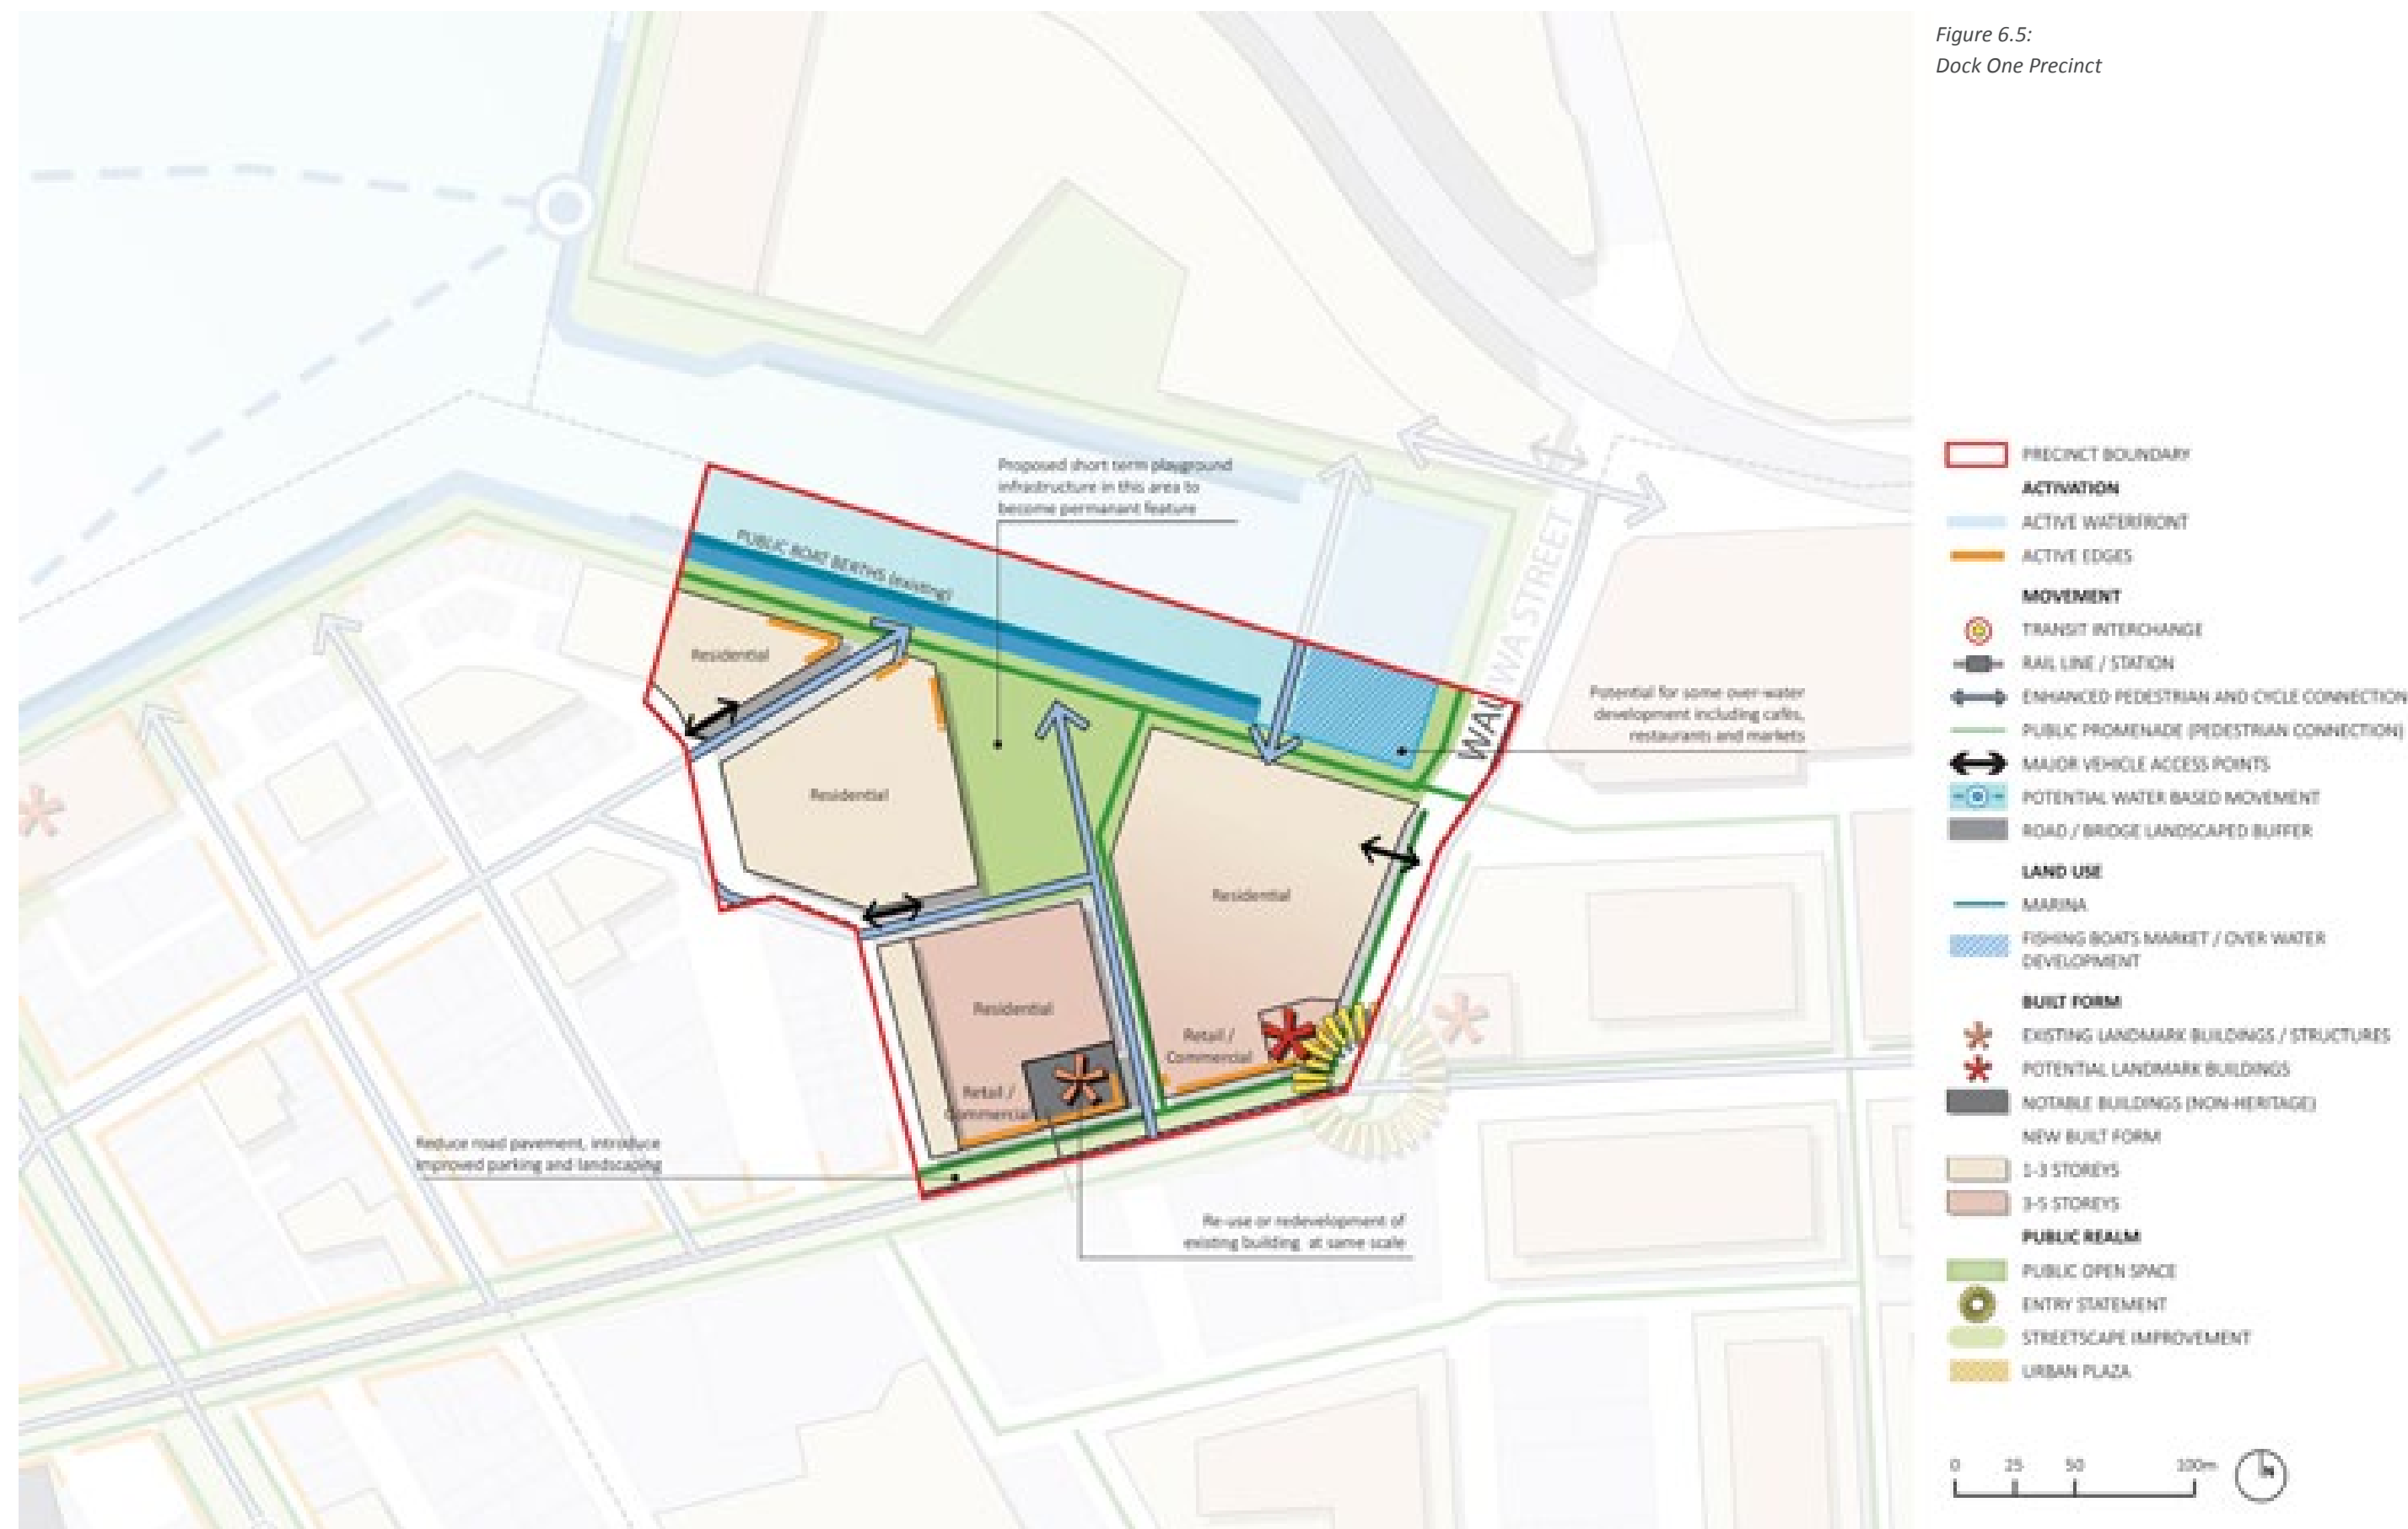 Figure 6.5:
Dock One Precinct
Proposed short term playground
infrastructure in this area to
become permanant feature
PUBLIC BOAT BERTHS (existing)
Residential
Residential
Potential for some over-water
development including cafés,
restaurants and markets
STREET
Residential
Residential
Retail /
Commercial
Retail /
Commercial
Reduce road pavement, introduce
improved parking and landscaping
Re-use or redevelopment of
existing building at same scale
PRECINCT BOUNDARY
ACTIVATION
ACTIVE WATERFRONT
ACTIVE EDGES
MOVEMENT
TRANSIT INTERCHANGE
RAIL LINE / STATION
ENHANCED PEDESTRIAN AND CYCLE CONNECTION
PUBLIC PROMENADE (PEDESTRIAN CONNECTION)
MAJOR VEHICLE ACCESS POINTS
POTENTIAL WATER BASED MOVEMENT
ROAD / BRIDGE LANDSCAPED BUFFER
LAND USE
MARINA
FISHING BOATS MARKET / OVER WATER
DEVELOPMENT
BUILT FORM
EXISTING LANDMARK BUILDINGS / STRUCTURES
POTENTIAL LANDMARK BUILDINGS
NOTABLE BUILDINGS (NON-HERITAGE)
NEW BUILT FORM
1-3 STOREYS
3-5 STOREYS
PUBLIC REALM
PUBLIC OPEN SPACE
ENTRY STATEMENT
STREETSCAPE IMPROVEMENT
URBAN PLAZA
0 25 50 100m
N